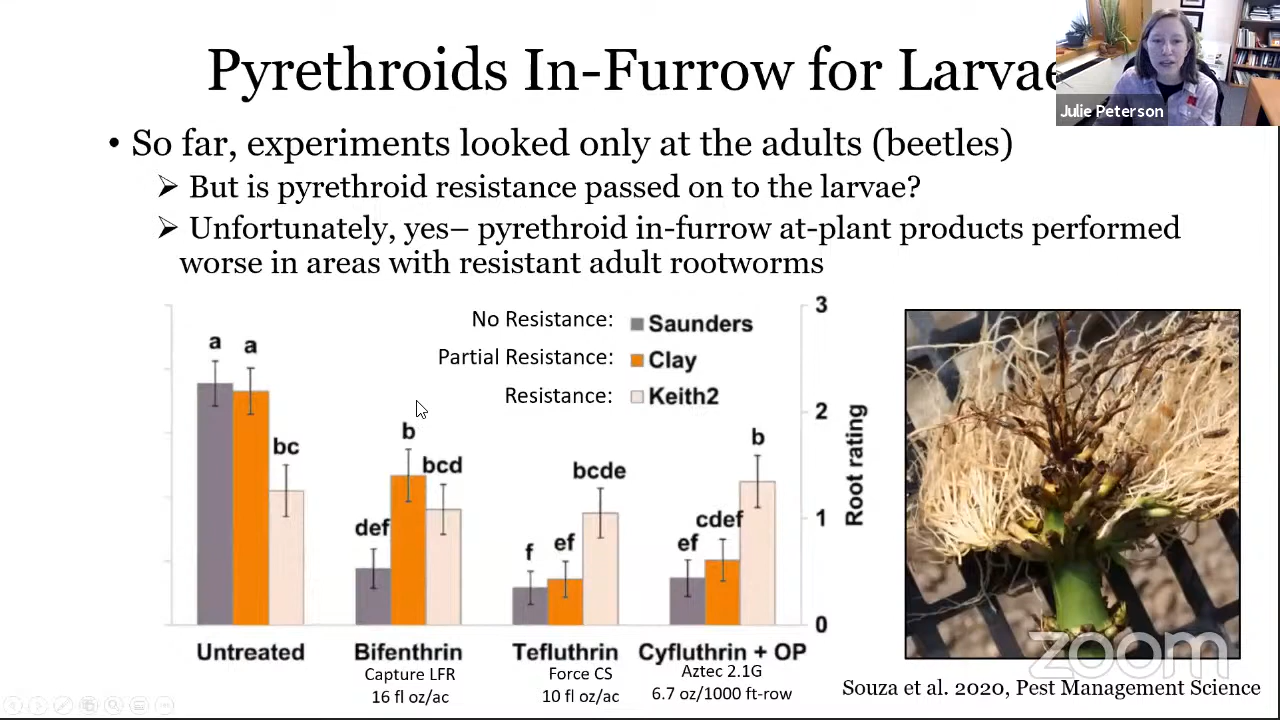 Pyrethroids In-Furrow for Larvae
Julie Peterson
• So far, experiments looked only at the adults (beetles)
➢ But is pyrethroid resistance passed on to the larvae?
➢ Unfortunately, yes– pyrethroid in-furrow at-plant products performed
worse in areas with resistant adult rootworms
No Resistance: Saunders
Partial Resistance: Clay
Resistance: Keith2
a a bc
def b bcd
f ef bcde
ef cdef b
3
2
1
0
Root rating
Untreated Bifenthrin Tefluthrin Cyfluthrin + OP
Capture LFR Force CS Aztec 2.1G
16 fl oz/ac 10 fl oz/ac 6.7 oz/1000 ft-row
zoom
Souza et al. 2020, Pest Management Science